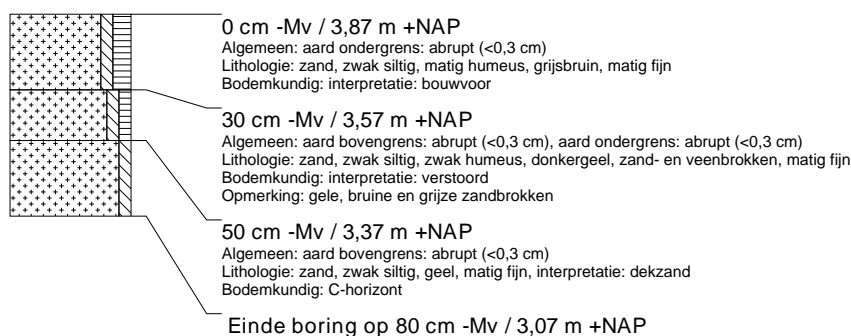 0 cm -Mv / 3,87 m +NAP
Algemeen: aard ondergrens: abrupt (<0,3 cm)
Lithologie: zand, zwak siltig, matig humeus, grijsbruin, matig fijn
Bodemkundig: interpretatie: bouwvoor
30 cm -Mv / 3,57 m +NAP
Algemeen: aard bovengrens: abrupt (<0,3 cm), aard ondergrens: abrupt (<0,3 cm)
Lithologie: zand, zwak siltig, zwak humeus, donkergeel, zand- en veenbrokken, matig fijn
Bodemkundig: interpretatie: verstoord
Opmerking: gele, bruine en grijze zandbrokken
50 cm -Mv / 3,37 m +NAP
Algemeen: aard bovengrens: abrupt (<0,3 cm)
Lithologie: zand, zwak siltig, geel, matig fijn, interpretatie: dekzand
Bodemkundig: C-horizont
Einde boring op 80 cm -Mv / 3,07 m +NAP